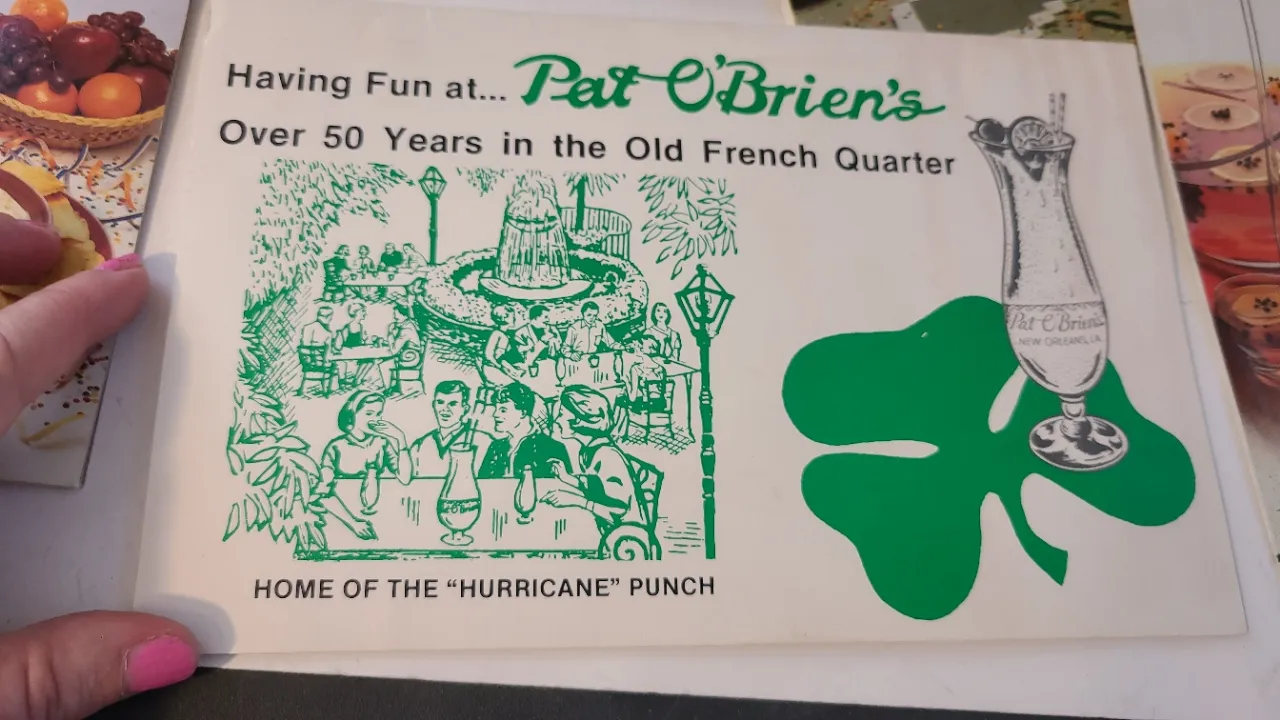 Having Fun at... Pat O'Brien's
Over 50 Years in the Old French Quarter
Pat O'Brien's
NEW ORLEANS, LA.
HOME OF THE “HURRICANE” PUNCH